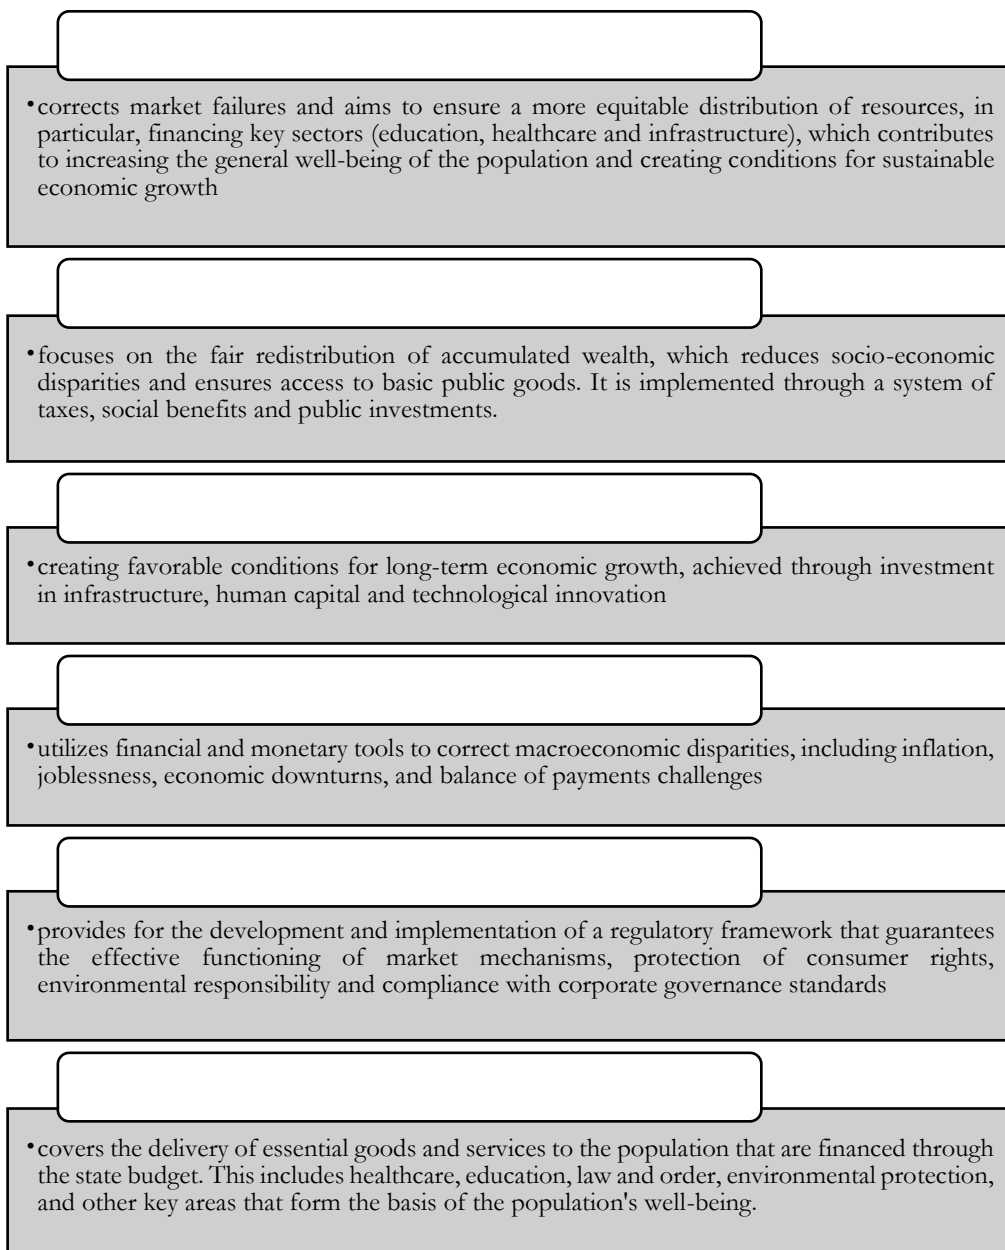 •corrects market failures and aims to ensure a more equitable distribution of resources, in
particular, financing key sectors (education, healthcare and infrastructure), which contributes
to increasing the general well-being of the population and creating conditions for sustainable
economic growth
•focuses on the fair redistribution of accumulated wealth, which reduces socio-economic
disparities and ensures access to basic public goods. It is implemented through a system of
taxes, social benefits and public investments.
•creating favorable conditions for long-term economic growth, achieved through investment
in infrastructure, human capital and technological innovation
•utilizes financial and monetary tools to correct macroeconomic disparities, including inflation,
joblessness, economic downturns, and balance of payments challenges
•provides for the development and implementation of a regulatory framework that guarantees
the effective functioning of market mechanisms, protection of consumer rights,
environmental responsibility and compliance with corporate governance standards
•covers the delivery of essential goods and services to the population that are financed through
the state budget. This includes healthcare, education, law and order, environmental protection,
and other key areas that form the basis of the population's well-being.